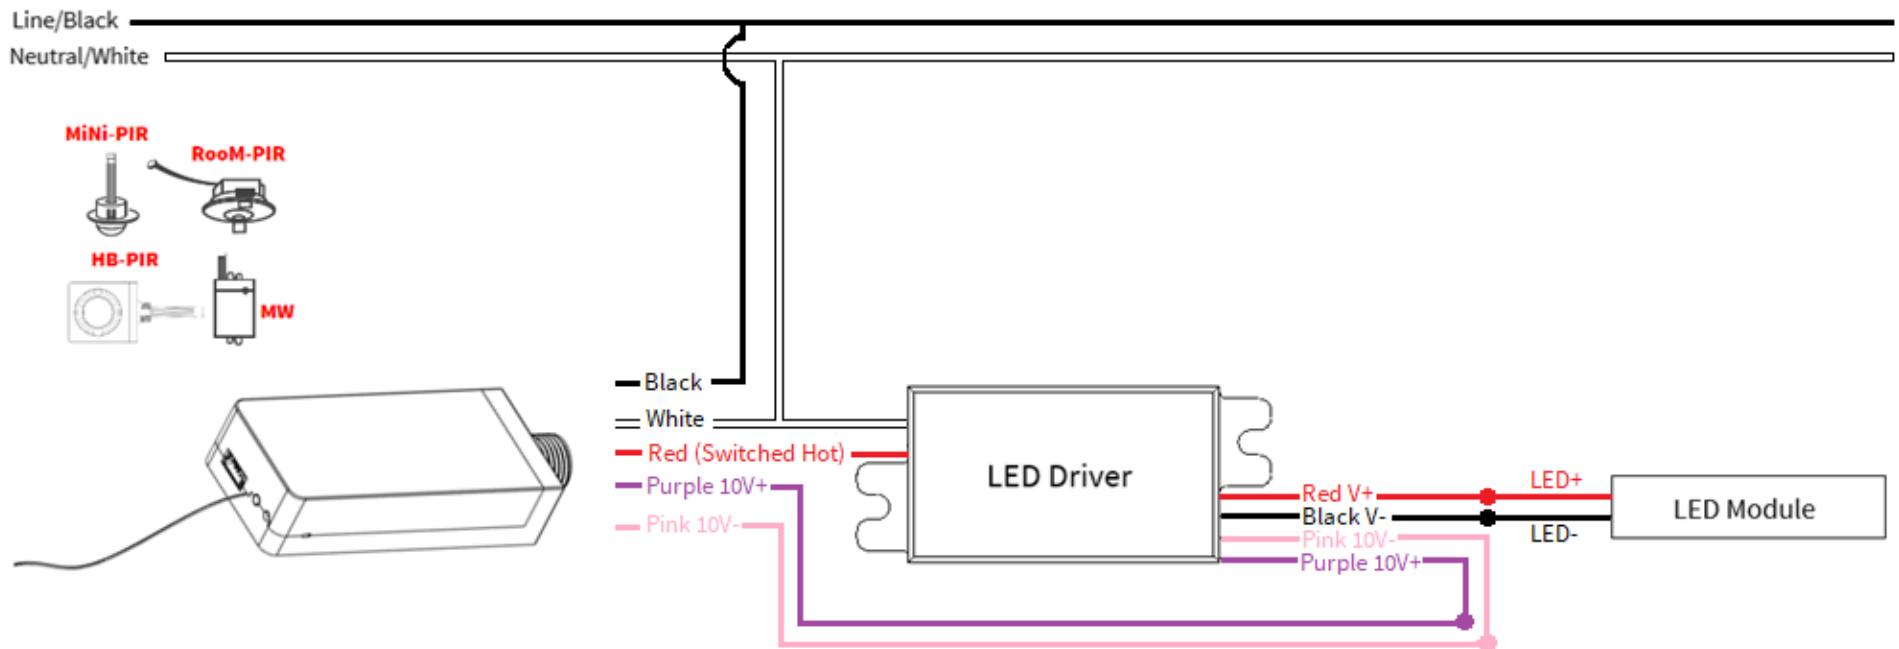 Line/Black
Neutral/White
MiNi-PIR
RooM-PIR
HB-PIR
MW
Black
White
Red (Switched Hot)
Purple 10V+
Pink 10V-
LED Driver
Red V+
Black V-
Pink 10V-
Purple 10V+
LED+
LED-
LED Module